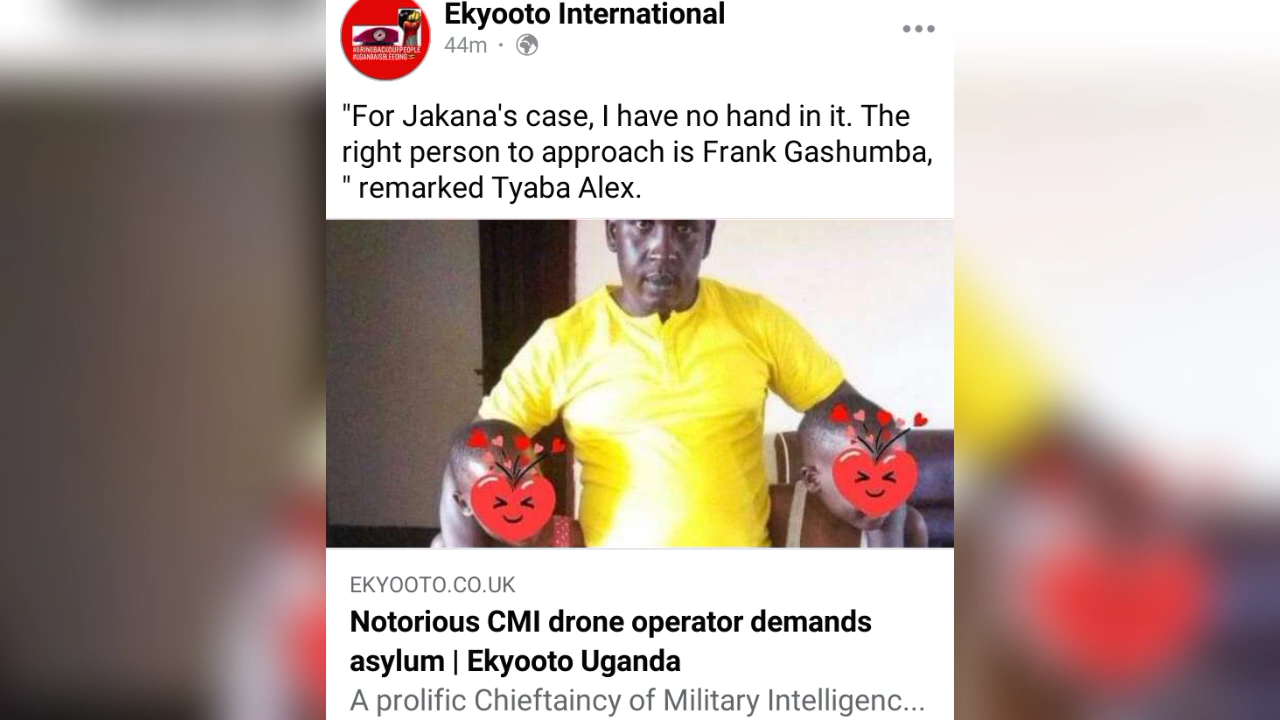 Ekyooto International
44m ·
#BRINGBACKOURPEOPLE
#UGANDAISBLEEDING
"For Jakana's case, I have no hand in it. The
right person to approach is Frank Gashumba,
" remarked Tyaba Alex.
EKYOOTO.CO.UK
Notorious CMI drone operator demands
asylum | Ekyooto Uganda
A prolific Chieftaincy of Military Intelligenc...